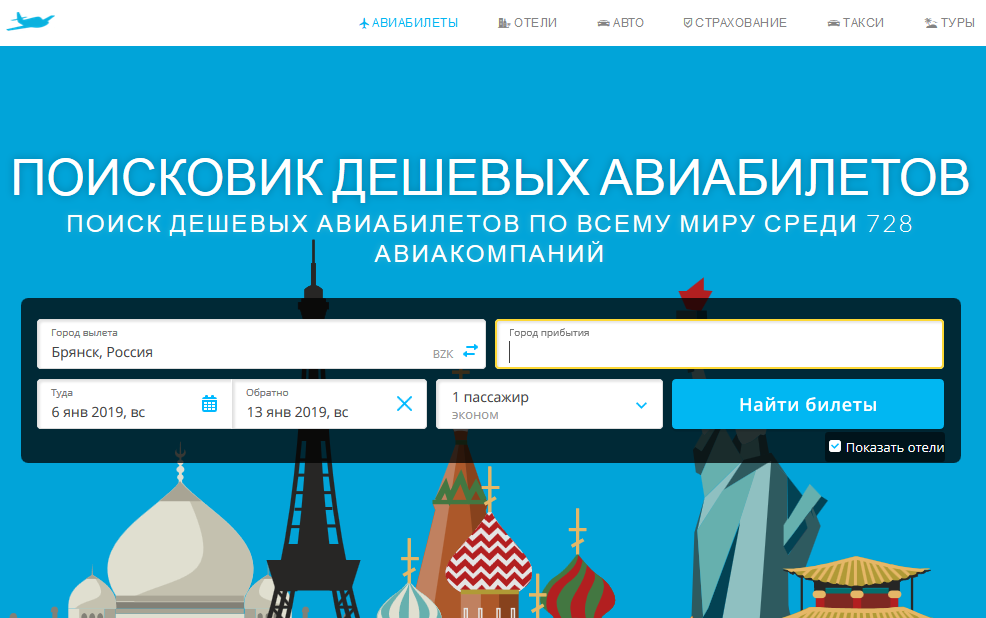 АВИАБИЛЕТЫ ОТЕЛИ АВТО СТРАХОВАНИЕ ТАКСИ ТУРЫ
ПОИСКОВИК ДЕШЕВЫХ АВИАБИЛЕТОВ
ПОИСК ДЕШЕВЫХ АВИАБИЛЕТОВ ПО ВСЕМУ МИРУ СРЕДИ 728
АВИАКОМПАНИЙ
Город вылета
Брянск, Россия BZK
Город прибытия
Туда
6 янв 2019, вс
Обратно
13 янв 2019, вс
1 пассажир
эконом
Найти билеты
Показать отели